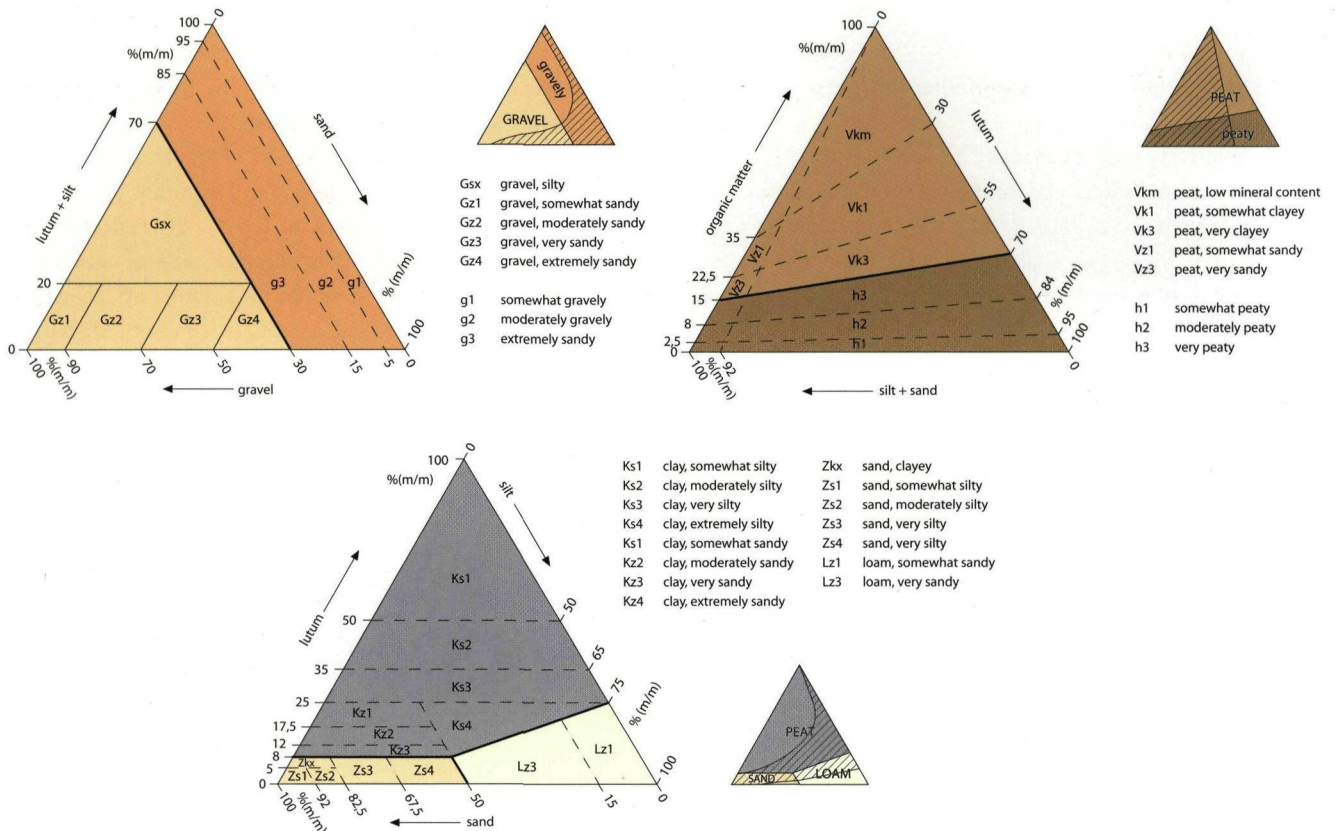 100
0
95
%(m/m)
85
70
lutum + silt
sand
Gsx
20
g3
g2
g1
%(m/m)
Gz1
Gz2
Gz3
Gz4
0
100
100
%(m/m)
90
70
50
30
15
5
0
gravel
gravely
GRAVEL
Gsx gravel, silty
Gz1 gravel, somewhat sandy
Gz2 gravel, moderately sandy
Gz3 gravel, very sandy
Gz4 gravel, extremely sandy
g1 somewhat gravely
g2 moderately gravely
g3 extremely sandy
100
0
%(m/m)
30
lutum
Vkm
organic matter
55
Vk1
35
Vz1
70
Vk3
22,5
Vz3
84
%(m/m)
15
h3
8
h2
95
2,5
h1
0
100
100
92
%(m/m)
0
silt + sand
PEAT
peaty
Vkm peat, low mineral content
Vk1 peat, somewhat clayey
Vk3 peat, very clayey
Vz1 peat, somewhat sandy
Vz3 peat, very sandy
h1 somewhat peaty
h2 moderately peaty
h3 very peaty
100
0
%(m/m)
silt
Ks1
lutum
50
50
Ks2
35
65
Ks3
25
75
Kz1
%(m/m)
17,5
Kz2
Ks4
12
Kz3
Lz1
8
Zkx
5
Zs1
Zs2
Zs3
Zs4
Lz3
0
100
100
%(m/m)
92
82,5
67,5
50
15
0
sand
Ks1 clay, somewhat silty
Ks2 clay, moderately silty
Ks3 clay, very silty
Ks4 clay, extremely silty
Ks1 clay, somewhat sandy
Kz2 clay, moderately sandy
Kz3 clay, very sandy
Kz4 clay, extremely sandy
Zkx sand, clayey
Zs1 sand, somewhat silty
Zs2 sand, moderately silty
Zs3 sand, very silty
Zs4 sand, very silty
Lz1 loam, somewhat sandy
Lz3 loam, very sandy
PEAT
SAND
LOAM